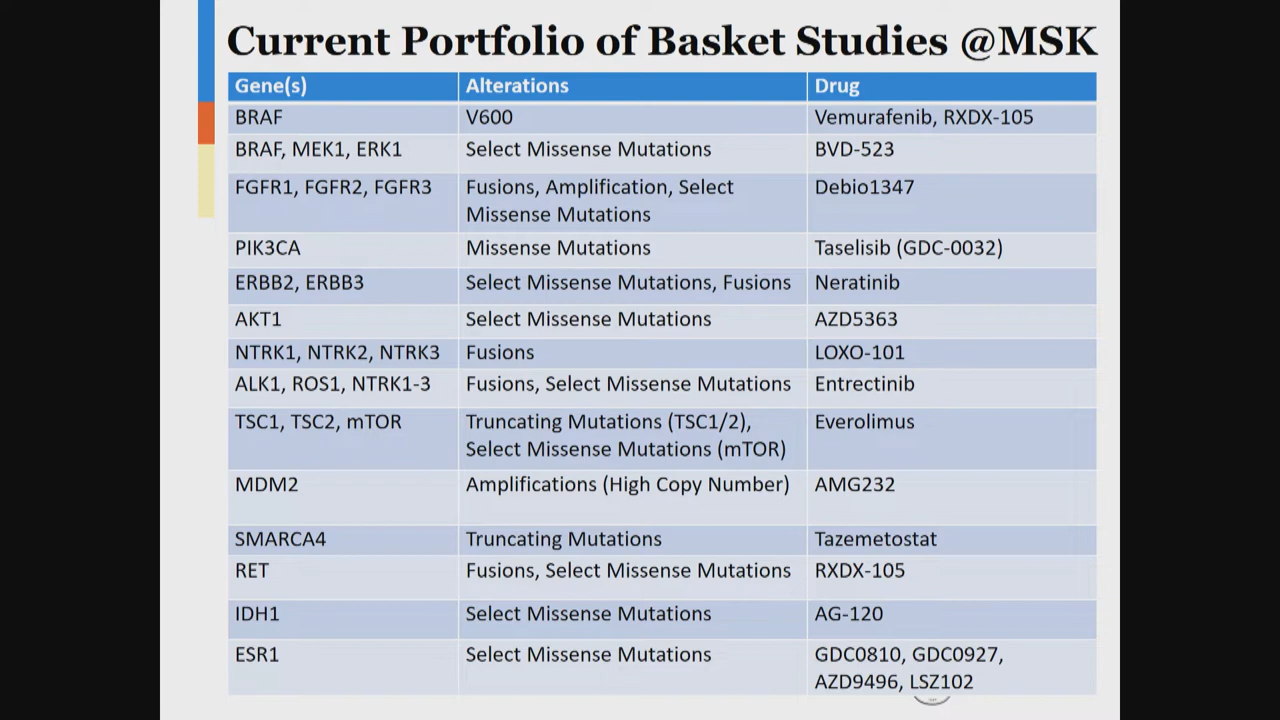 Current Portfolio of Basket Studies @MSK
Gene(s) Alterations Drug
BRAF V600 Vemurafenib, RXDX-105
BRAF, MEK1, ERK1 Select Missense Mutations BVD-523
FGFR1, FGFR2, FGFR3 Fusions, Amplification, Select Debio1347
Missense Mutations
PIK3CA Missense Mutations Taselisib (GDC-0032)
ERBB2, ERBB3 Select Missense Mutations, Fusions Neratinib
AKT1 Select Missense Mutations AZD5363
NTRK1, NTRK2, NTRK3 Fusions LOXO-101
ALK1, ROS1, NTRK1-3 Fusions, Select Missense Mutations Entrectinib
TSC1, TSC2, mTOR Truncating Mutations (TSC1/2), Everolimus
Select Missense Mutations (mTOR)
MDM2 Amplifications (High Copy Number) AMG232
SMARCA4 Truncating Mutations Tazemetostat
RET Fusions, Select Missense Mutations RXDX-105
IDH1 Select Missense Mutations AG-120
ESR1 Select Missense Mutations GDC0810, GDC0927,
AZD9496, LSZ102